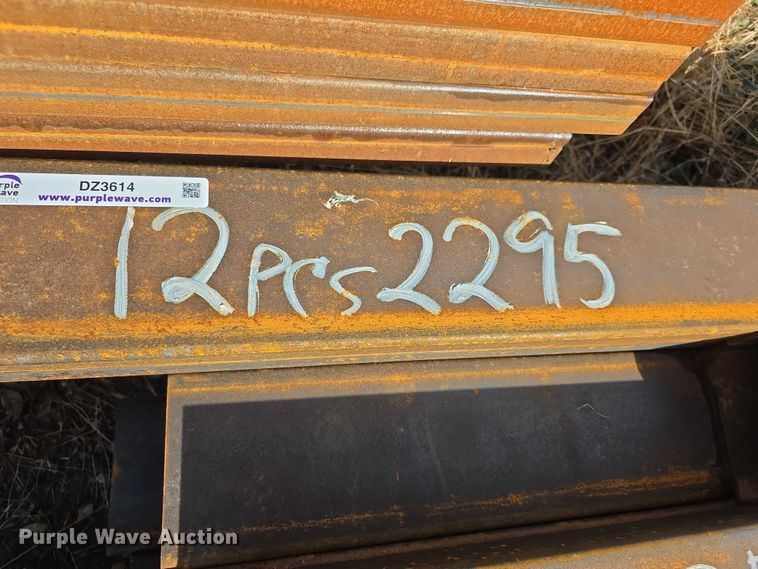 DZ3614
www.purplewave.com
12 pcs 2295
Purple Wave Auction